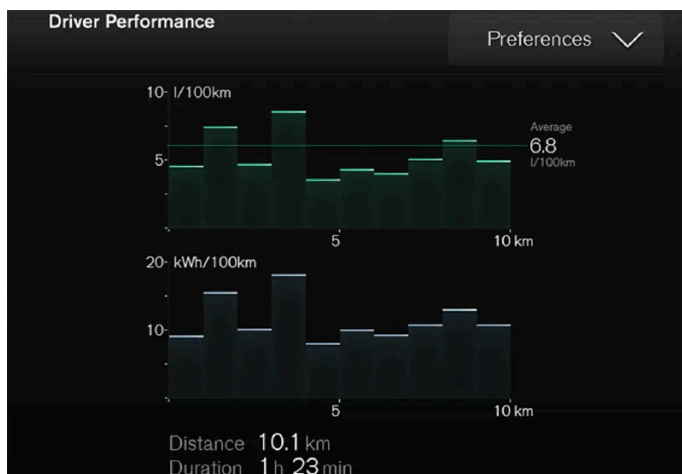 Driver Performance
Preferences
10 l/100km
Average
6.8
l/100km
5
5
10 km
20 kWh/100km
10
5
10 km
Distance 10.1 km
Duration 1 h 23 min